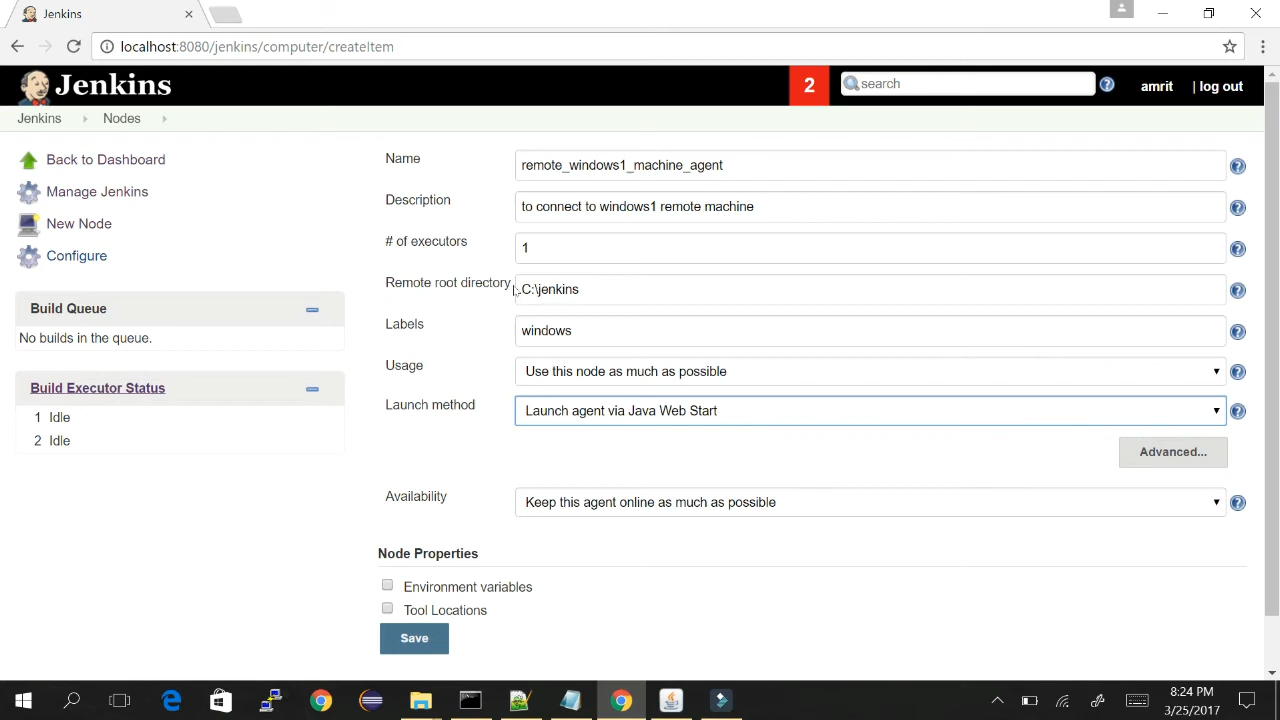 Jenkins
localhost:8080/jenkins/computer/createItem
Jenkins
2
search
amrit
| log out
Jenkins
Nodes
Back to Dashboard
Manage Jenkins
New Node
Configure
Build Queue
No builds in the queue.
Build Executor Status
1 Idle
2 Idle
Name
remote_windows1_machine_agent
Description
to connect to windows1 remote machine
# of executors
1
Remote root directory
C:\jenkins
Labels
windows
Usage
Use this node as much as possible
Launch method
Launch agent via Java Web Start
Advanced...
Availability
Keep this agent online as much as possible
Node Properties
Environment variables
Tool Locations
Save
8:24 PM
3/25/2017